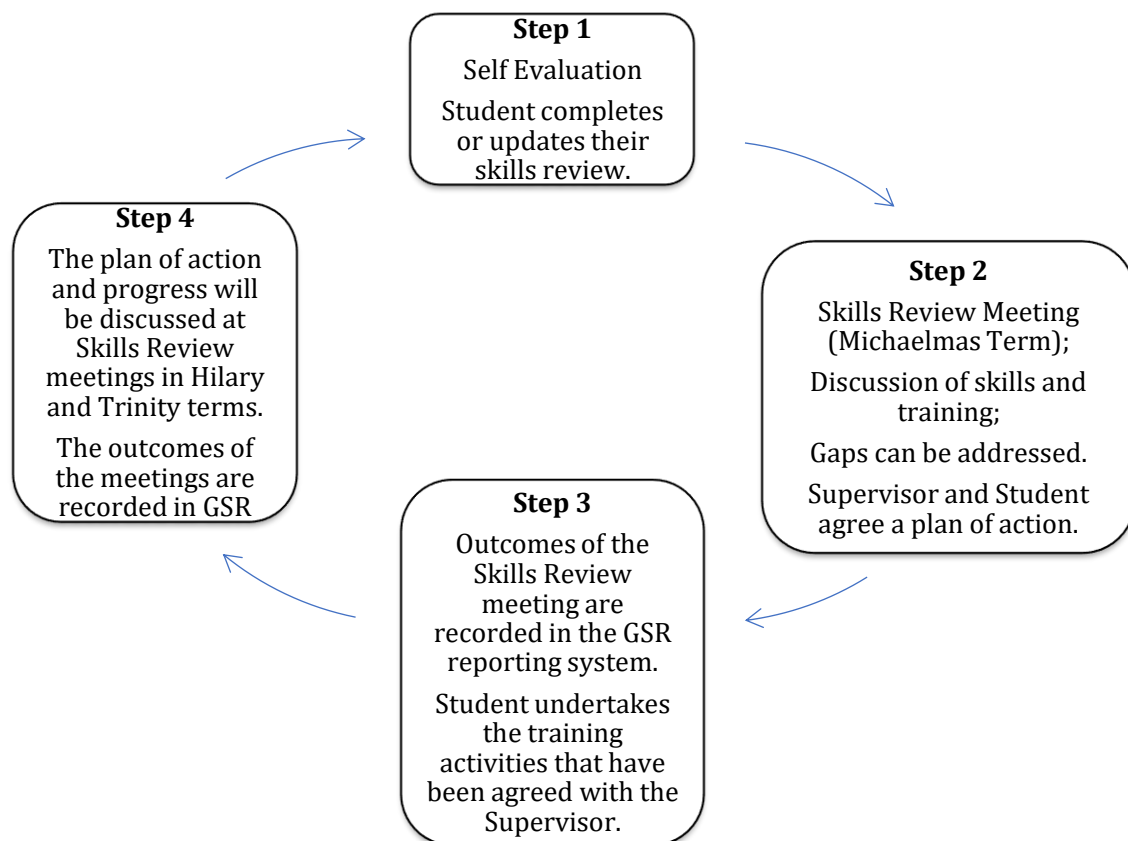 Step 1
Self Evaluation
Student completes
or updates their
skills review.
Step 2
Skills Review Meeting
(Michaelmas Term);
Discussion of skills and
training;
Gaps can be addressed.
Supervisor and Student
agree a plan of action.
Step 3
Outcomes of the
Skills Review
meeting are
recorded in the GSR
reporting system.
Student undertakes
the training
activities that have
been agreed with the
Supervisor.
Step 4
The plan of action
and progress will
be discussed at
Skills Review
meetings in Hilary
and Trinity terms.
The outcomes of
the meetings are
recorded in GSR